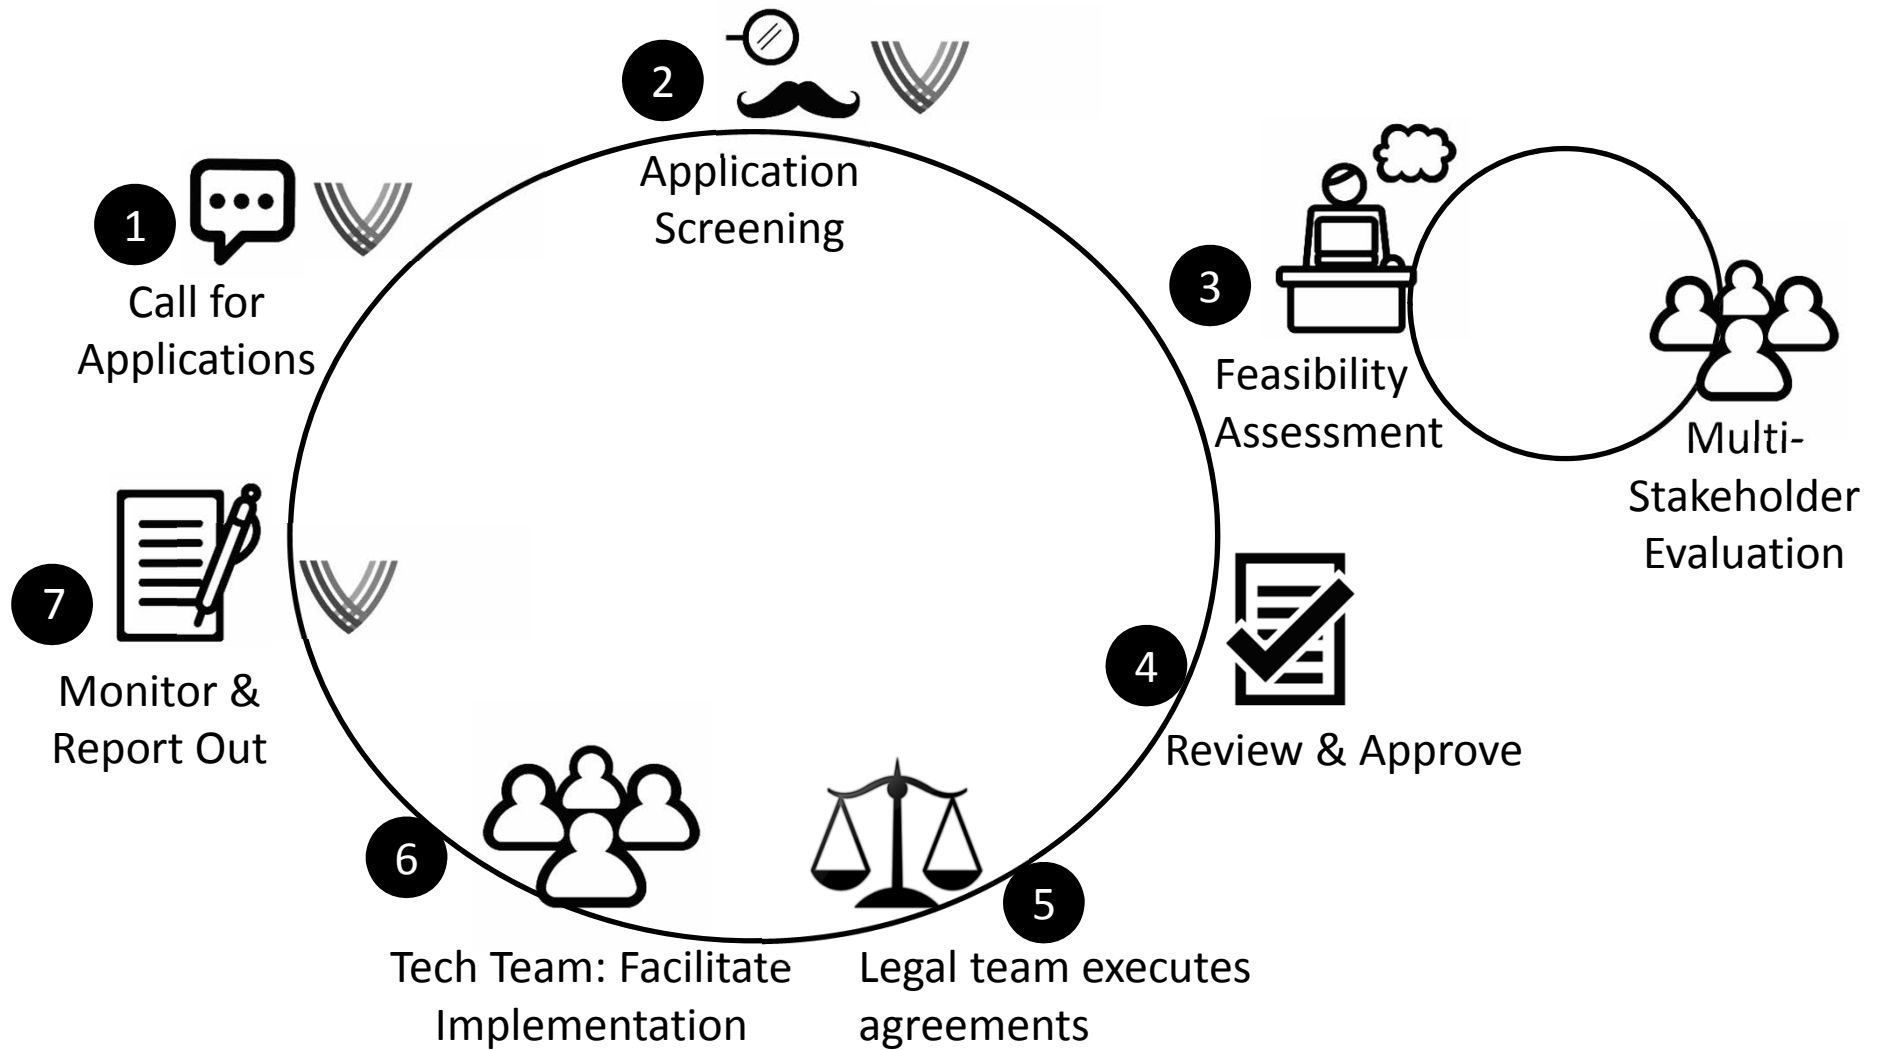 1
Call for
Applications
2
Application
Screening
3
Feasibility
Assessment
Multi-
Stakeholder
Evaluation
4
Review & Approve
5
Legal team executes
agreements
6
Tech Team: Facilitate
Implementation
7
Monitor &
Report Out